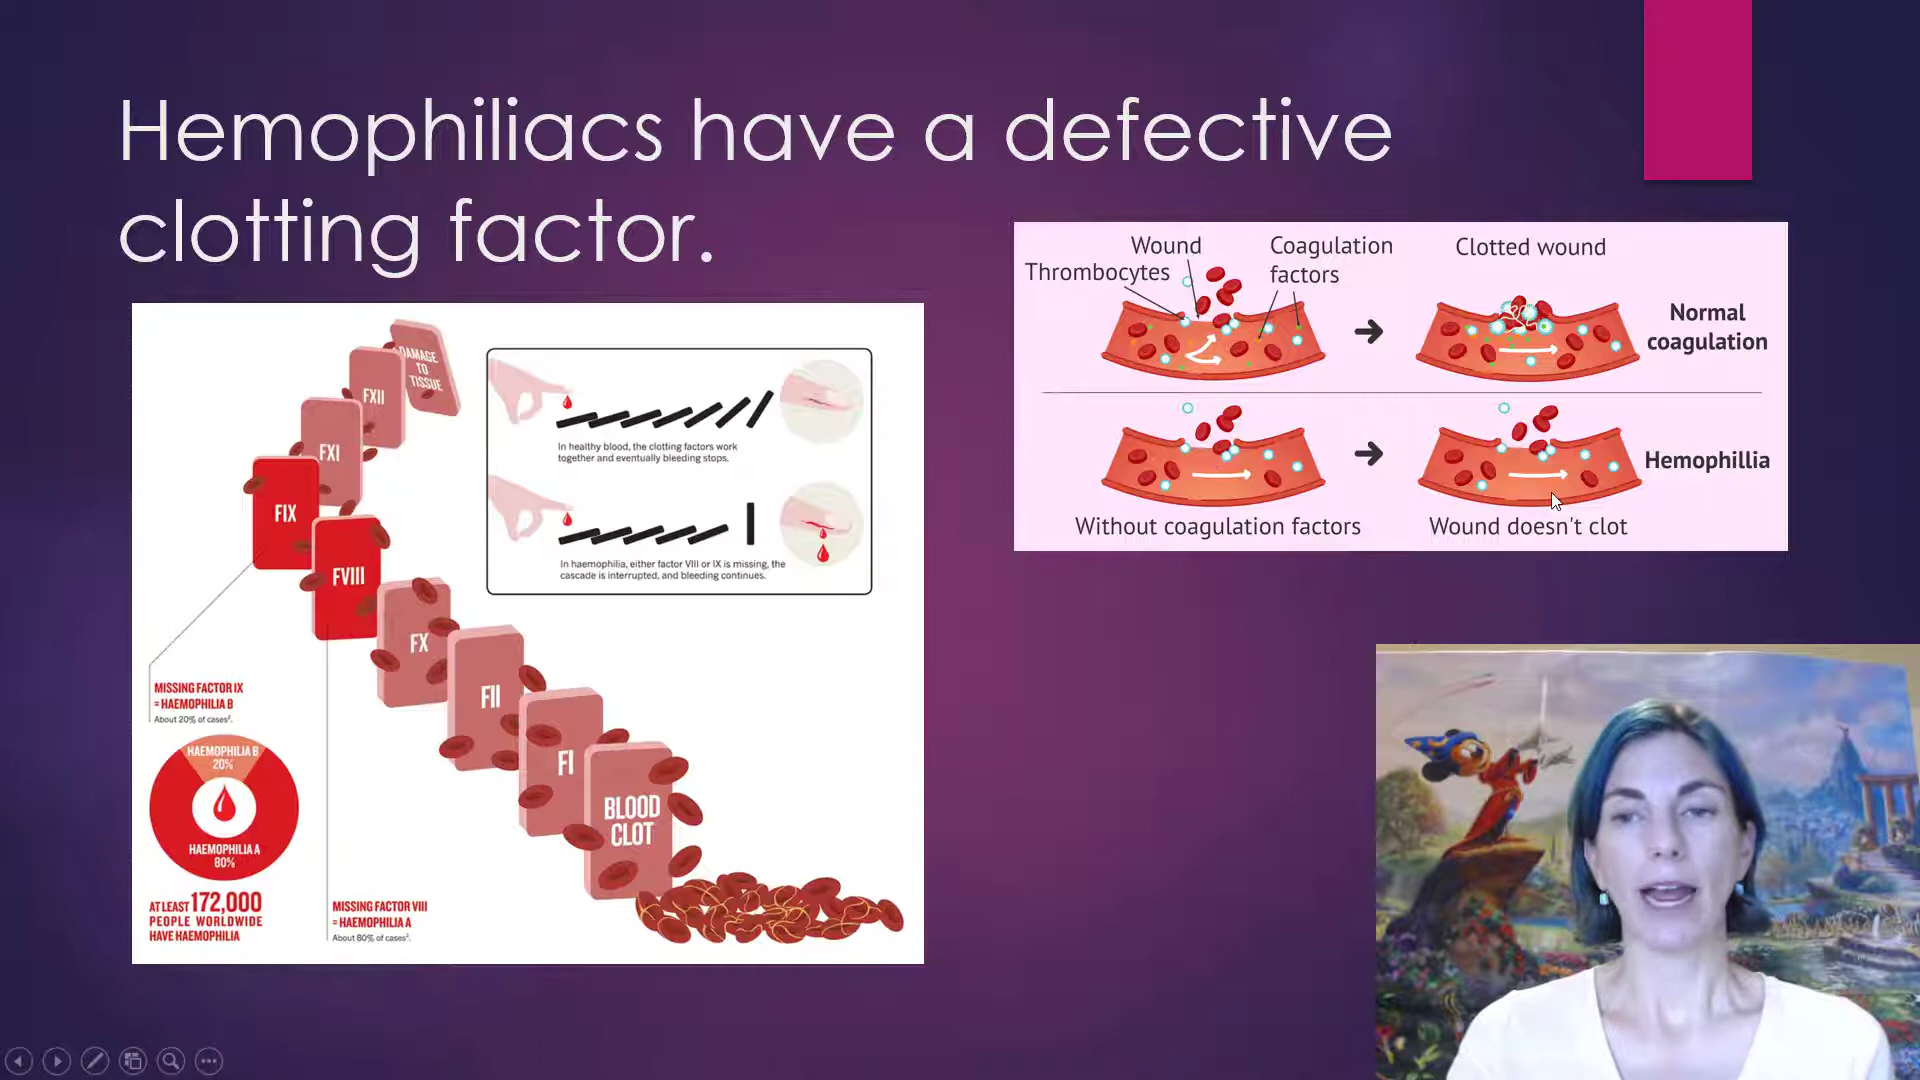 Hemophiliacs have a defective
clotting factor.
DAMAGE
TO
TISSUE
FXII
FXI
FIX
FVIII
FX
FII
FI
BLOOD
CLOT
In healthy blood, the clotting factors work
together and eventually bleeding stops.
In haemophilia, either factor VIII or IX is missing, the
cascade is interrupted, and bleeding continues.
MISSING FACTOR IX
= HAEMOPHILIA B
About 20% of cases².
HAEMOPHILIA B
20%
HAEMOPHILIA A
80%
AT LEAST 172,000
PEOPLE WORLDWIDE
HAVE HAEMOPHILIA
MISSING FACTOR VIII
= HAEMOPHILIA A
About 80% of cases².
Wound
Thrombocytes
Coagulation
factors
Clotted wound
Normal
coagulation
Hemophillia
Without coagulation factors
Wound doesn't clot